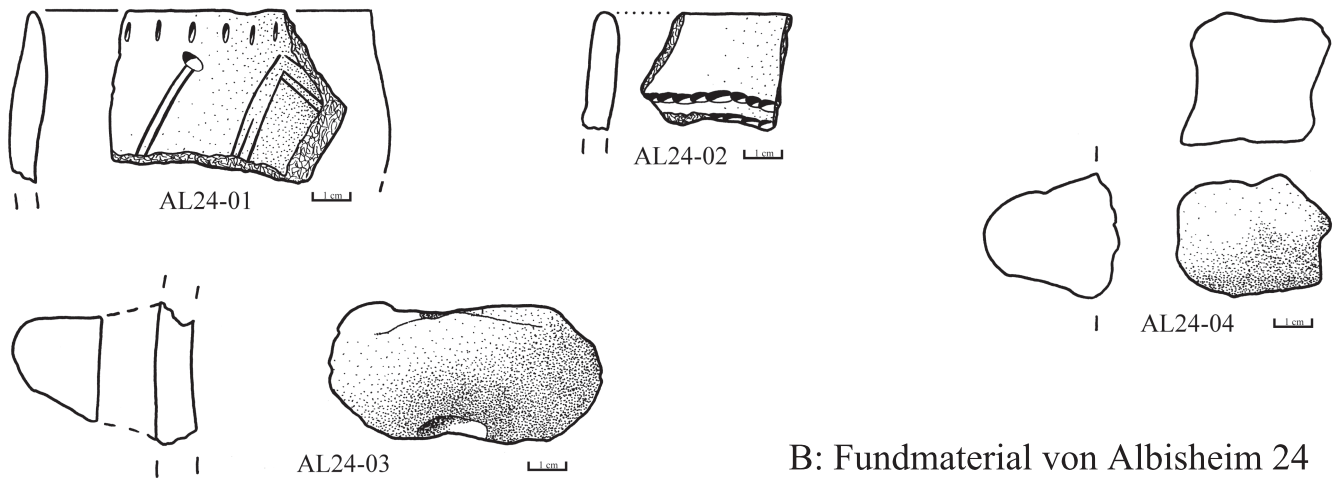 AL24-01
1 cm
AL24-02
1 cm
AL24-04
1 cm
AL24-03
1 cm
B: Fundmaterial von Albisheim 24